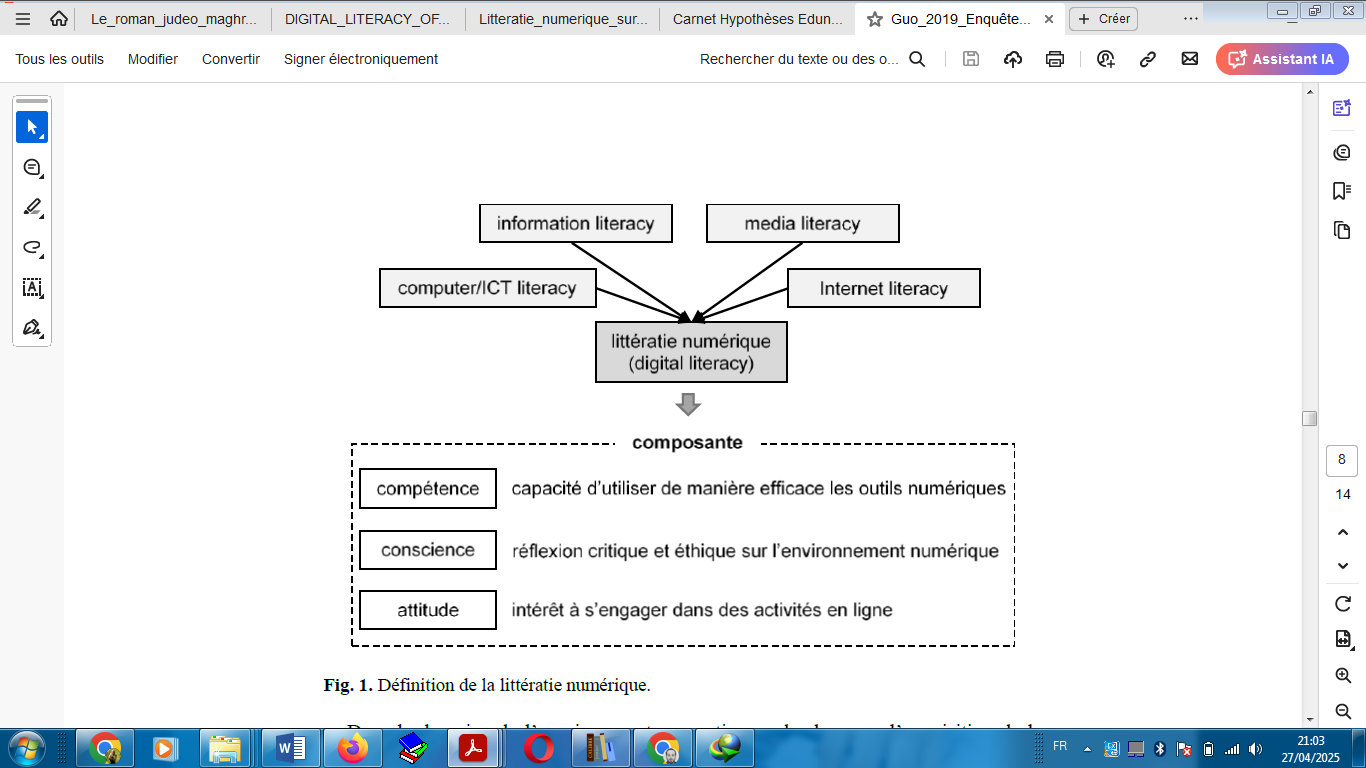 Le_roman_judeo_maghr...
DIGITAL_LITERACY_OF...
Litteratie_numerique_sur...
Carnet Hypothèses Edun...
Guo_2019_Enquête...
Créer
Tous les outils
Modifier
Convertir
Signer électroniquement
Rechercher du texte ou des o...
Assistant IA
information literacy
media literacy
computer/ICT literacy
Internet literacy
littératie numérique
(digital literacy)
composante
compétence
capacité d'utiliser de manière efficace les outils numériques
conscience
réflexion critique et éthique sur l'environnement numérique
attitude
intérêt à s'engager dans des activités en ligne
Fig. 1. Définition de la littératie numérique.
8
14
FR
21:03
27/04/2025